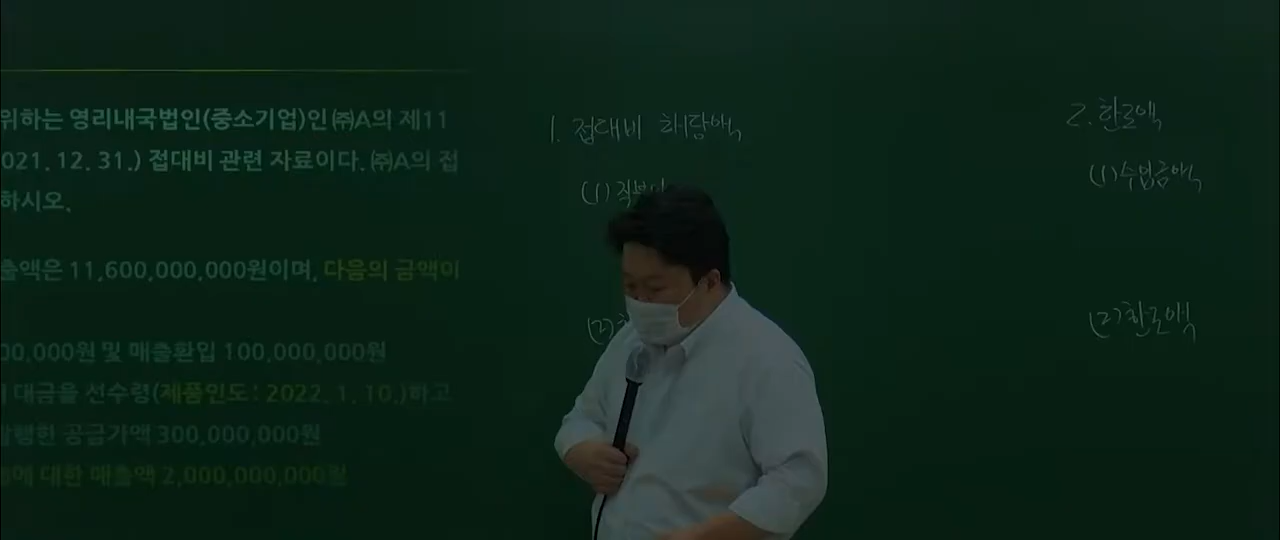 위하는 영리내국법인(중소기업)인 ㈜A의 제11
021. 12. 31.) 접대비 관련 자료이다. ㈜A의 접
하시오.
출액은 11,600,000,000원이며, 다음의 금액이
00,000원 및 매출환입 100,000,000원
대금을 선수령(제품인도 : 2022. 1. 10.)하고
발행한 공급가액 300,000,000원
에 대한 매출액 2,000,000,000원
1. 접대비 해당액
(1) 직부인
(2)
2. 한도액
(1) 수입금액
(2) 한도액